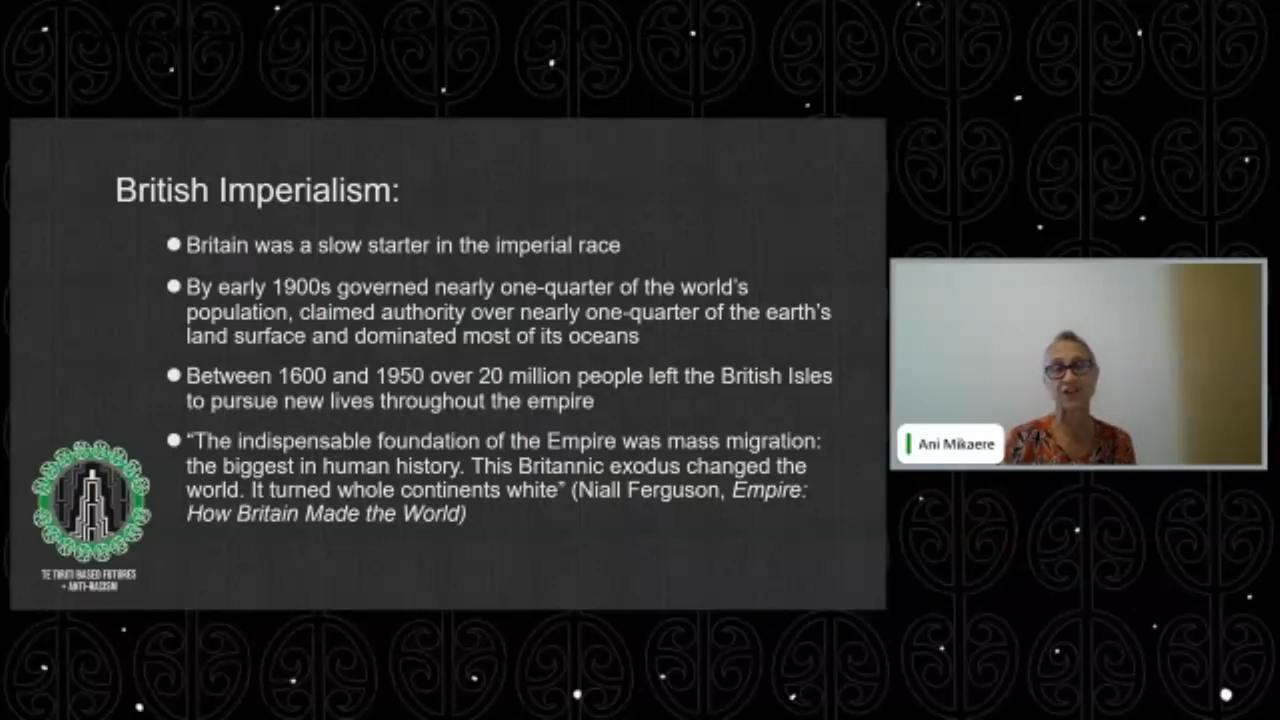 British Imperialism:
Britain was a slow starter in the imperial race
By early 1900s governed nearly one-quarter of the world’s
population, claimed authority over nearly one-quarter of the earth’s
land surface and dominated most of its oceans
Between 1600 and 1950 over 20 million people left the British Isles
to pursue new lives throughout the empire
“The indispensable foundation of the Empire was mass migration:
the biggest in human history. This Britannic exodus changed the
world. It turned whole continents white” (Niall Ferguson, Empire:
How Britain Made the World)
TE TIRITI BASED FUTURES
+ ANTI-RACISM
Ani Mikaere